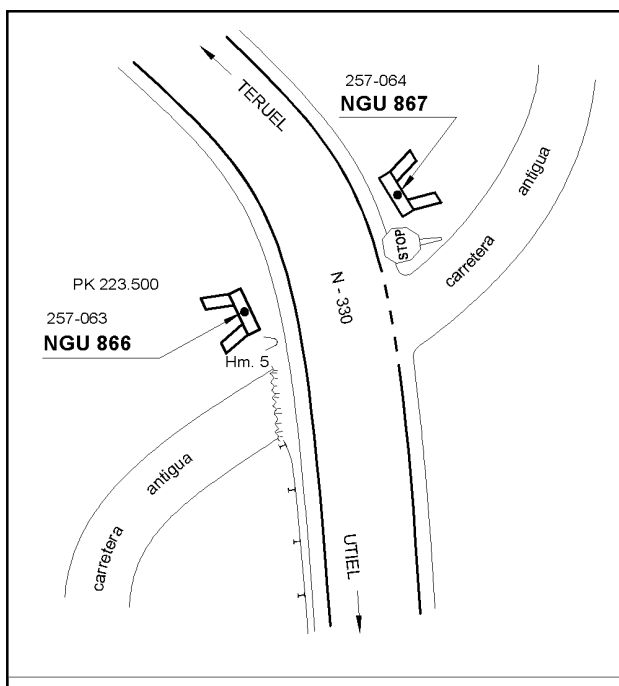 TERUEL
257-064
NGU 867
antigua
carretera
STOP
N - 330
PK 223.500
257-063
NGU 866
Hm. 5
antigua
carretera
UTIEL